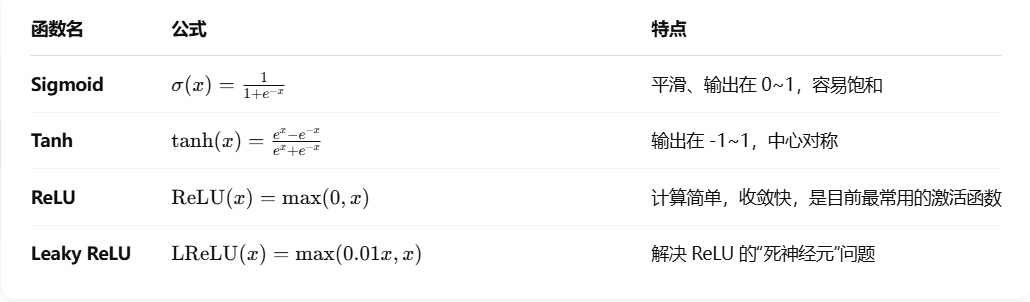 函数名 公式 特点
Sigmoid σ(x) = \frac{1}{1+e^{-x}} 平滑、输出在 0~1，容易饱和
Tanh tanh(x) = \frac{e^x−e^{−x}}{e^x+e^{−x}} 输出在 -1~1，中心对称
ReLU ReLU(x) = max(0, x) 计算简单，收敛快，是目前最常用的激活函数
Leaky ReLU LReLU(x) = max(0.01x, x) 解决 ReLU 的“死神经元”问题